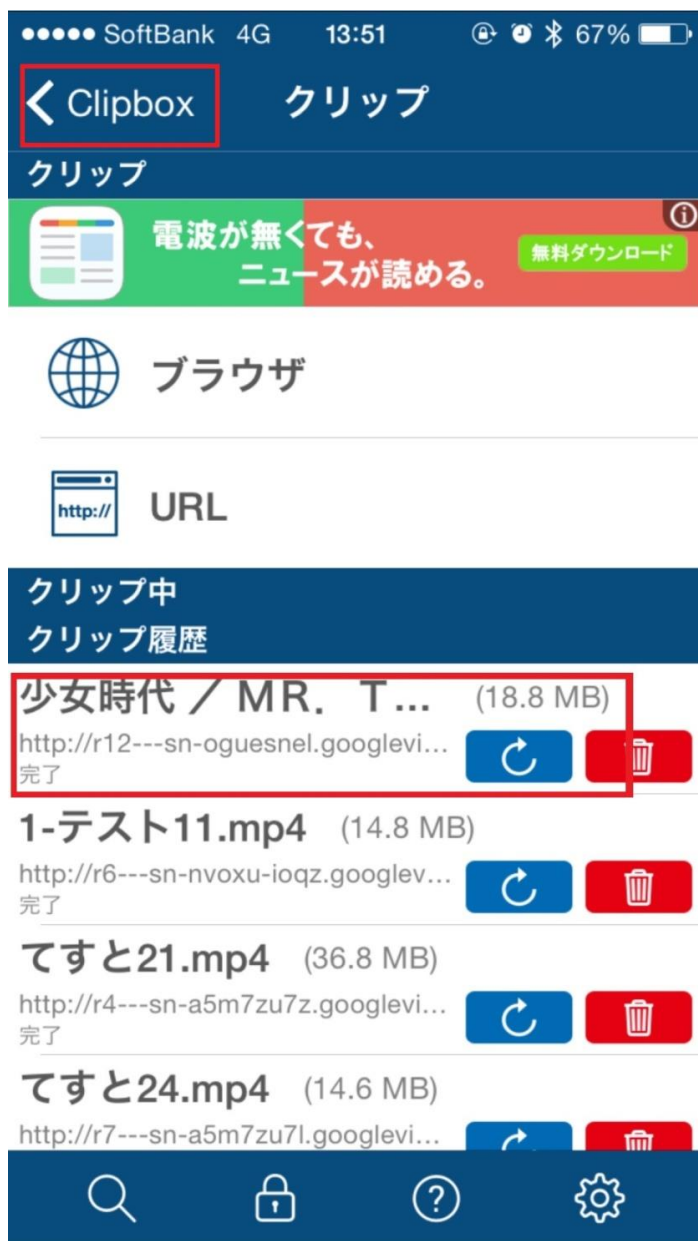 SoftBank 4G 13:51 67%
Clipbox クリップ
クリップ
電波が無くても、
ニュースが読める。
無料ダウンロード
ブラウザ
http:// URL
クリップ中
クリップ履歴
少女時代 ／ ＭＲ．Ｔ... (18.8 MB)
http://r12---sn-oguesnel.googlevi...
完了
1-テスト11.mp4 (14.8 MB)
http://r6---sn-nvoxu-ioqz.googlev...
完了
てすと21.mp4 (36.8 MB)
http://r4---sn-a5m7zu7z.googlevi...
完了
てすと24.mp4 (14.6 MB)
http://r7---sn-a5m7zu7l.googlevi...